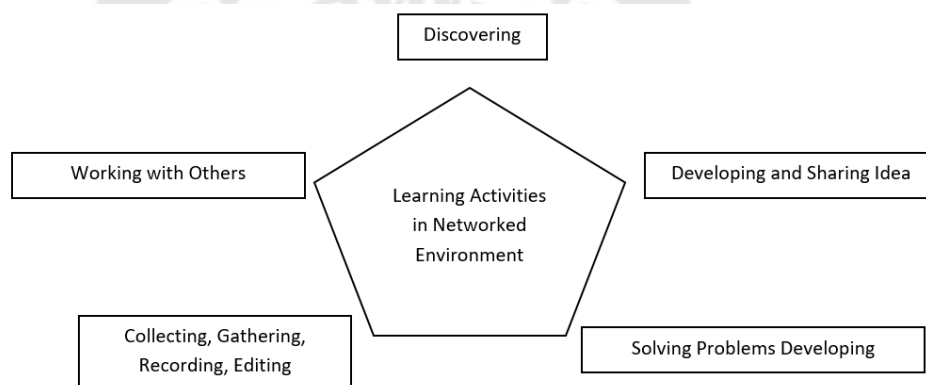 Discovering
Working with Others
Developing and Sharing Idea
Learning Activities
in Networked
Environment
Collecting, Gathering,
Recording, Editing
Solving Problems Developing